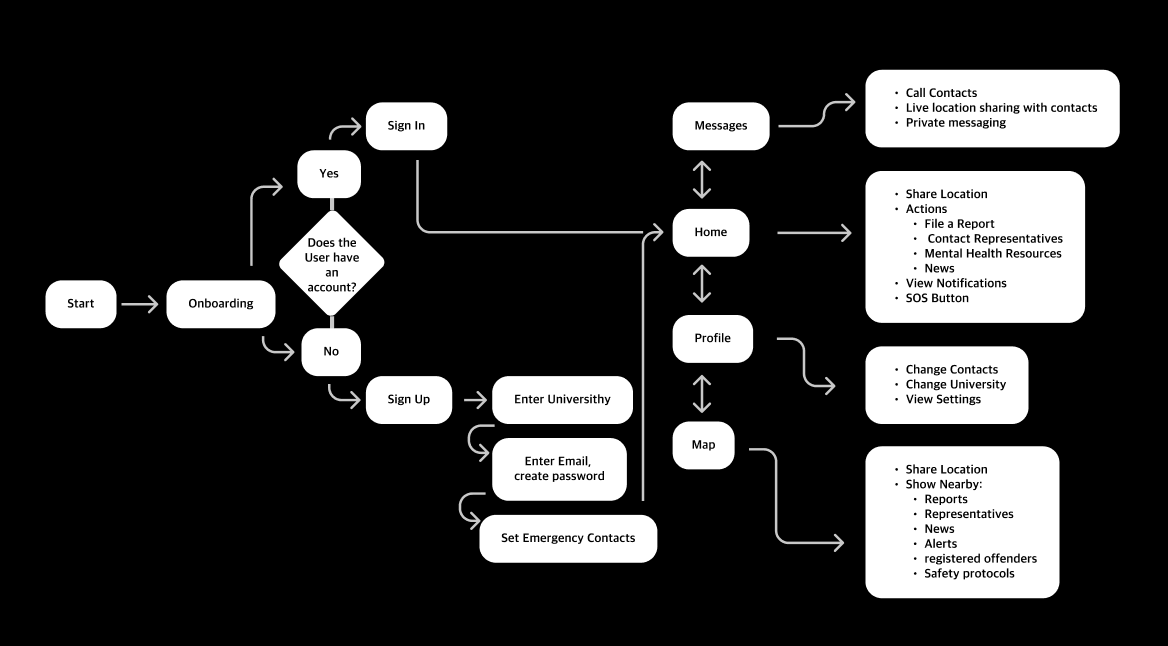 Start
Onboarding
Yes
Sign In
Does the
User have
an
account?
No
Sign Up
Enter Universithy
Enter Email,
create password
Set Emergency Contacts
Messages
• Call Contacts
• Live location sharing with contacts
• Private messaging
Home
• Share Location
• Actions
• File a Report
• Contact Representatives
• Mental Health Resources
• News
• View Notifications
• SOS Button
Profile
• Change Contacts
• Change University
• View Settings
Map
• Share Location
• Show Nearby:
• Reports
• Representatives
• News
• Alerts
• registered offenders
• Safety protocols